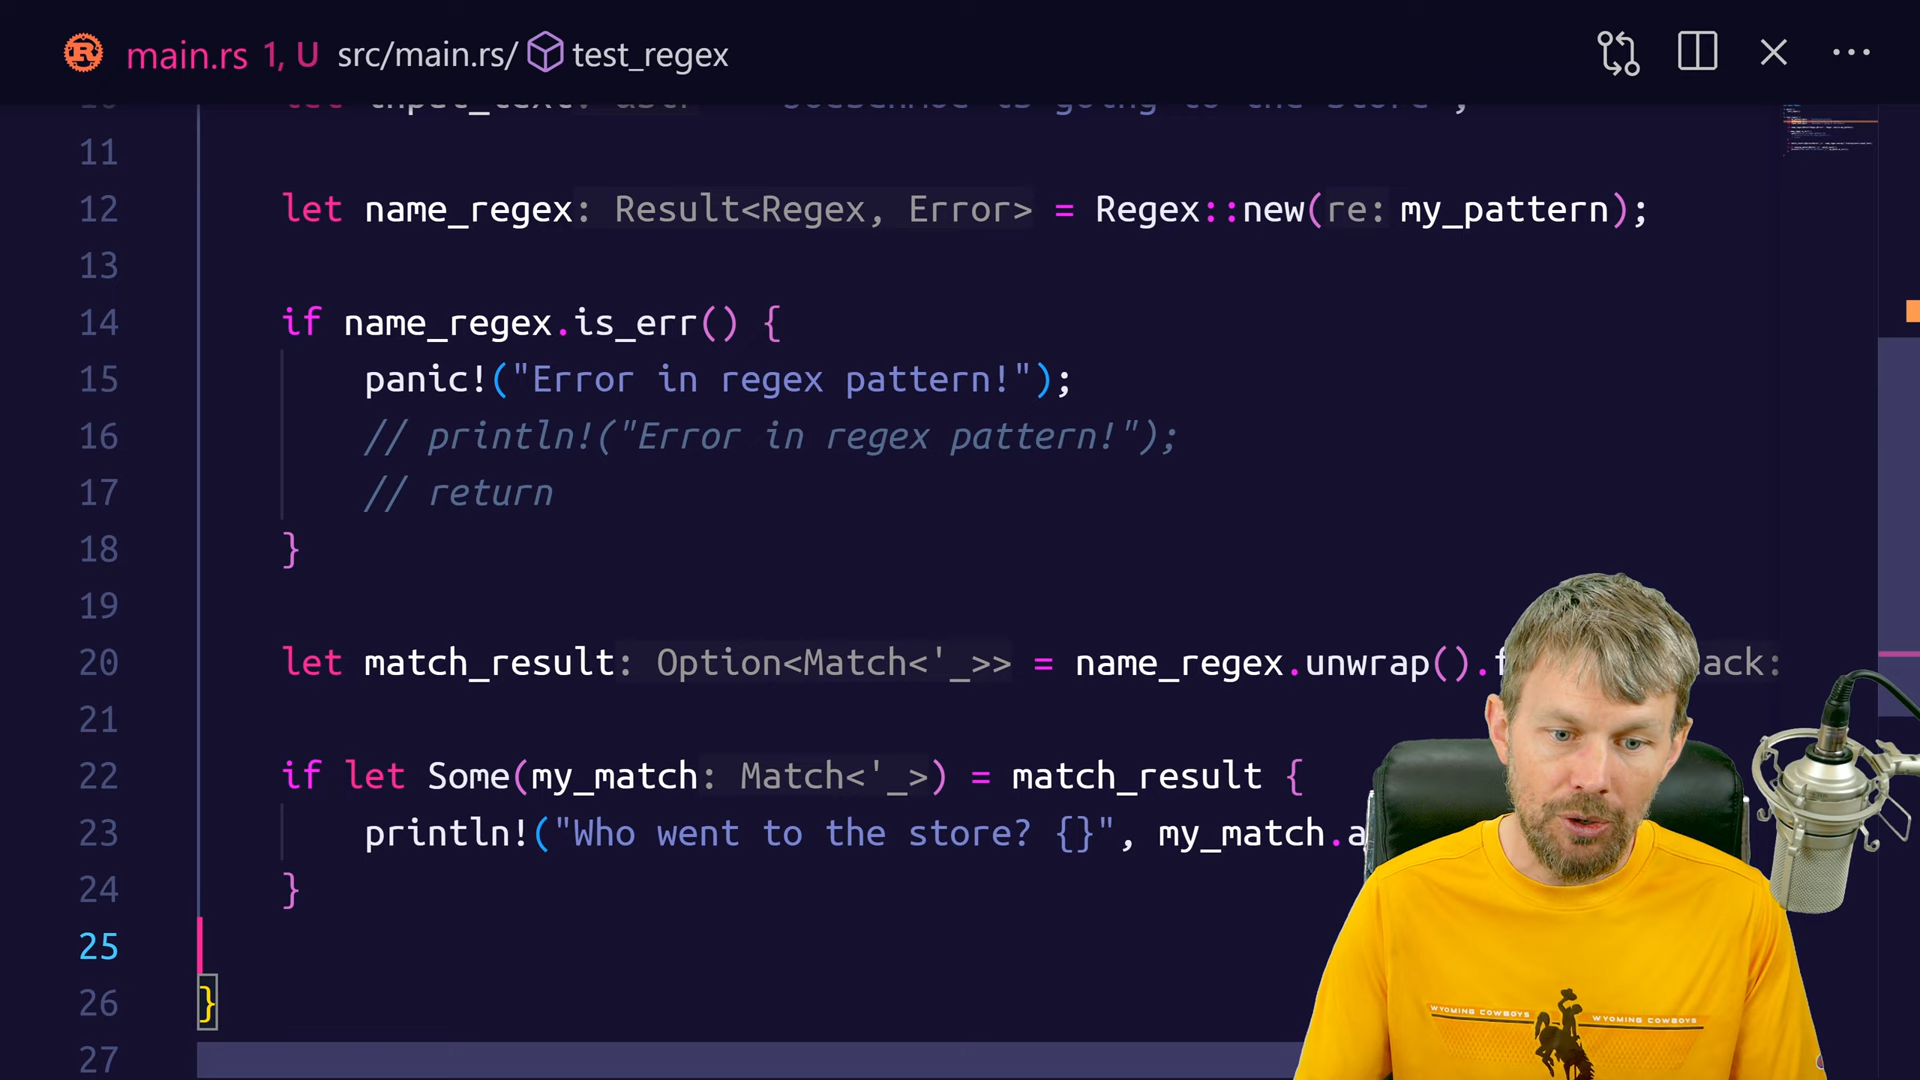 main.rs 1, U src/main.rs/ test_regex
11
12 let name_regex: Result<Regex, Error> = Regex::new(re: my_pattern);
13
14 if name_regex.is_err() {
15 panic!("Error in regex pattern!");
16 // println!("Error in regex pattern!");
17 // return
18 }
19
20 let match_result: Option<Match<'_>> = name_regex.unwrap().
21
22 if let Some(my_match: Match<'_>) = match_result {
23 println!("Who went to the store? {}", my_match.a
24 }
25
26 }
27
WYOMING COWBOYS WYOMING COWBOYS